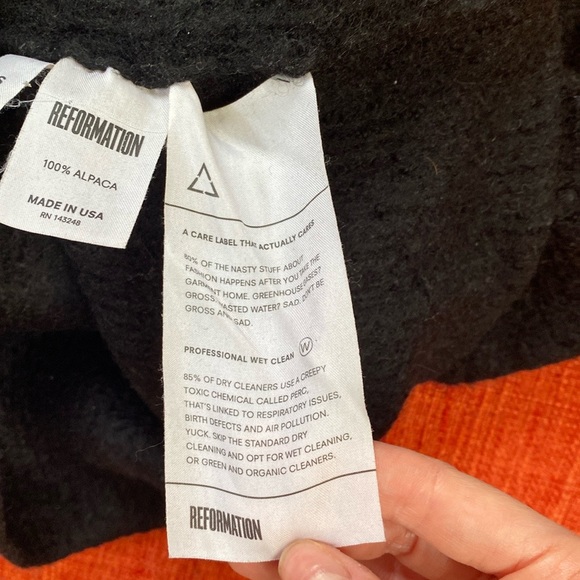 S
REFORMATION
100% ALPACA
MADE IN USA
RN 143248
A CARE LABEL THAT ACTUALLY CARES
80% OF THE NASTY STUFF ABOUT
FASHION HAPPENS AFTER YOU TAKE THE
GARMENT HOME. GREENHOUSE GASES?
GROSS. WASTED WATER? SAD. DON'T BE
GROSS AND SAD.
PROFESSIONAL WET CLEAN W
85% OF DRY CLEANERS USE A CREEPY
TOXIC CHEMICAL CALLED PERC,
THAT'S LINKED TO RESPIRATORY ISSUES,
BIRTH DEFECTS AND AIR POLLUTION.
YUCK. SKIP THE STANDARD DRY
CLEANING AND OPT FOR WET CLEANING,
OR GREEN AND ORGANIC CLEANERS.
REFORMATION